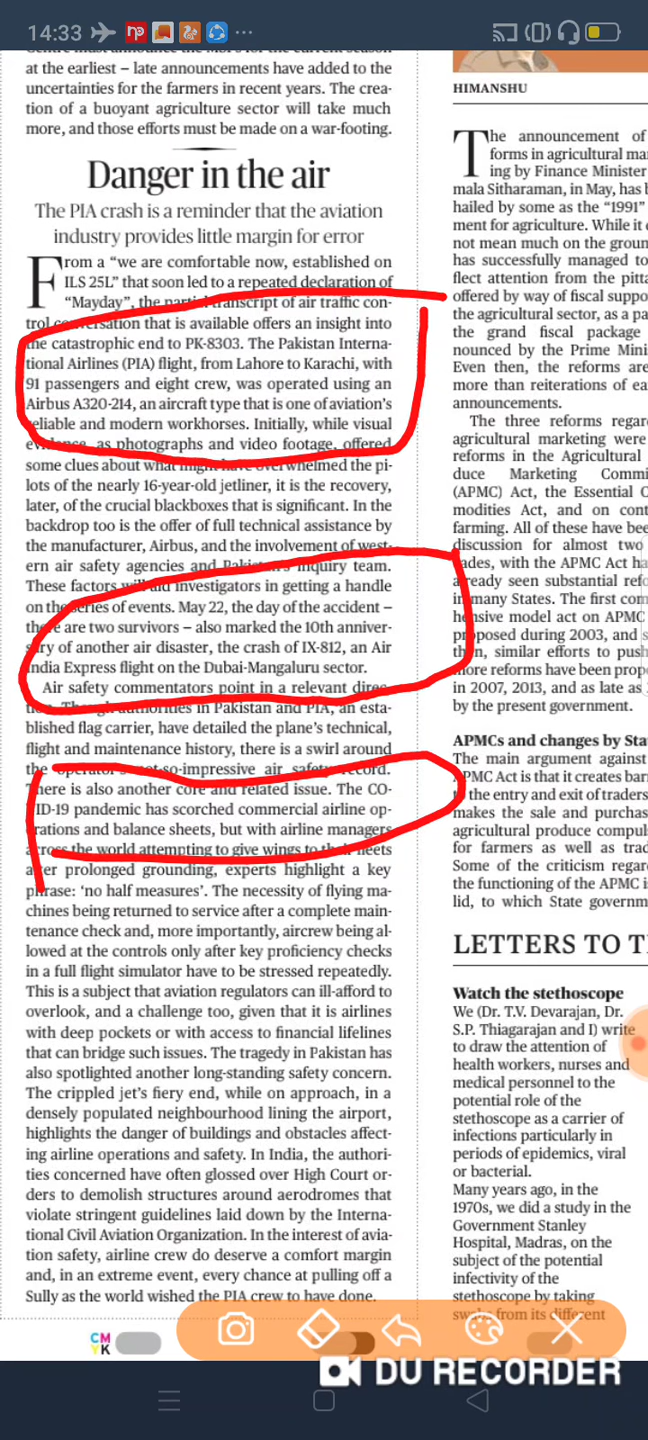 14:33
at the earliest – late announcements have added to the
uncertainties for the farmers in recent years. The crea-
tion of a buoyant agriculture sector will take much
more, and those efforts must be made on a war-footing.
Danger in the air
The PIA crash is a reminder that the aviation
industry provides little margin for error
From a “we are comfortable now, established on
ILS 25L” that soon led to a repeated declaration of
“Mayday”, the partial transcript of air traffic con-
trol conversation that is available offers an insight into
the catastrophic end to PK-8303. The Pakistan Interna-
tional Airlines (PIA) flight, from Lahore to Karachi, with
91 passengers and eight crew, was operated using an
Airbus A320-214, an aircraft type that is one of aviation’s
reliable and modern workhorses. Initially, while visual
evidence, as photographs and video footage, offered
some clues about what might have overwhelmed the pi-
lots of the nearly 16-year-old jetliner, it is the recovery,
later, of the crucial blackboxes that is significant. In the
backdrop too is the offer of full technical assistance by
the manufacturer, Airbus, and the involvement of west-
ern air safety agencies and Pakistan’s inquiry team.
These factors will aid investigators in getting a handle
on the series of events. May 22, the day of the accident –
there are two survivors – also marked the 10th anniver-
sary of another air disaster, the crash of IX-812, an Air
India Express flight on the Dubai-Mangaluru sector.
Air safety commentators point in a relevant direc-
tion. Though authorities in Pakistan and PIA, an esta-
blished flag carrier, have detailed the plane’s technical,
flight and maintenance history, there is a swirl around
the operator’s not-so-impressive air safety record.
There is also another core and related issue. The CO-
VID-19 pandemic has scorched commercial airline op-
erations and balance sheets, but with airline managers
across the world attempting to give wings to their fleets
after prolonged grounding, experts highlight a key
phrase: ‘no half measures’. The necessity of flying ma-
chines being returned to service after a complete main-
tenance check and, more importantly, aircrew being al-
lowed at the controls only after key proficiency checks
in a full flight simulator have to be stressed repeatedly.
This is a subject that aviation regulators can ill-afford to
overlook, and a challenge too, given that it is airlines
with deep pockets or with access to financial lifelines
that can bridge such issues. The tragedy in Pakistan has
also spotlighted another long-standing safety concern.
The crippled jet’s fiery end, while on approach, in a
densely populated neighbourhood lining the airport,
highlights the danger of buildings and obstacles affect-
ing airline operations and safety. In India, the authori-
ties concerned have often glossed over High Court or-
ders to demolish structures around aerodromes that
violate stringent guidelines laid down by the Interna-
tional Civil Aviation Organization. In the interest of avia-
tion safety, airline crew do deserve a comfort margin
and, in an extreme event, every chance at pulling off a
Sully as the world wished the PIA crew to have done.
CM
YK
HIMANSHU
The announcement of
forms in agricultural ma
ing by Finance Minister
mala Sitharaman, in May, has b
hailed by some as the “1991”
ment for agriculture. While it
not mean much on the groun
has successfully managed to
flect attention from the pitta
offered by way of fiscal suppo
the agricultural sector, as a pa
the grand fiscal package
nounced by the Prime Mini
Even then, the reforms are
more than reiterations of ea
announcements.
The three reforms regar
agricultural marketing were
reforms in the Agricultural
duce Marketing Commi
(APMC) Act, the Essential C
modities Act, and on cont
farming. All of these have bee
discussion for almost two
ades, with the APMC Act ha
already seen substantial refo
in many States. The first com
hensive model act on APMC
proposed during 2003, and s
then, similar efforts to push
more reforms have been prop
in 2007, 2013, and as late as
by the present government.
APMCs and changes by Sta
The main argument against
APMC Act is that it creates barr
to the entry and exit of traders
makes the sale and purchas
agricultural produce compul
for farmers as well as trad
Some of the criticism regar
the functioning of the APMC is
lid, to which State governm
LETTERS TO T
Watch the stethoscope
We (Dr. T.V. Devarajan, Dr.
S.P. Thiagarajan and I) write
to draw the attention of
health workers, nurses and
medical personnel to the
potential role of the
stethoscope as a carrier of
infections particularly in
periods of epidemics, viral
or bacterial.
Many years ago, in the
1970s, we did a study in the
Government Stanley
Hospital, Madras, on the
subject of the potential
infectivity of the
stethoscope by taking
swabs from its different
DU RECORDER